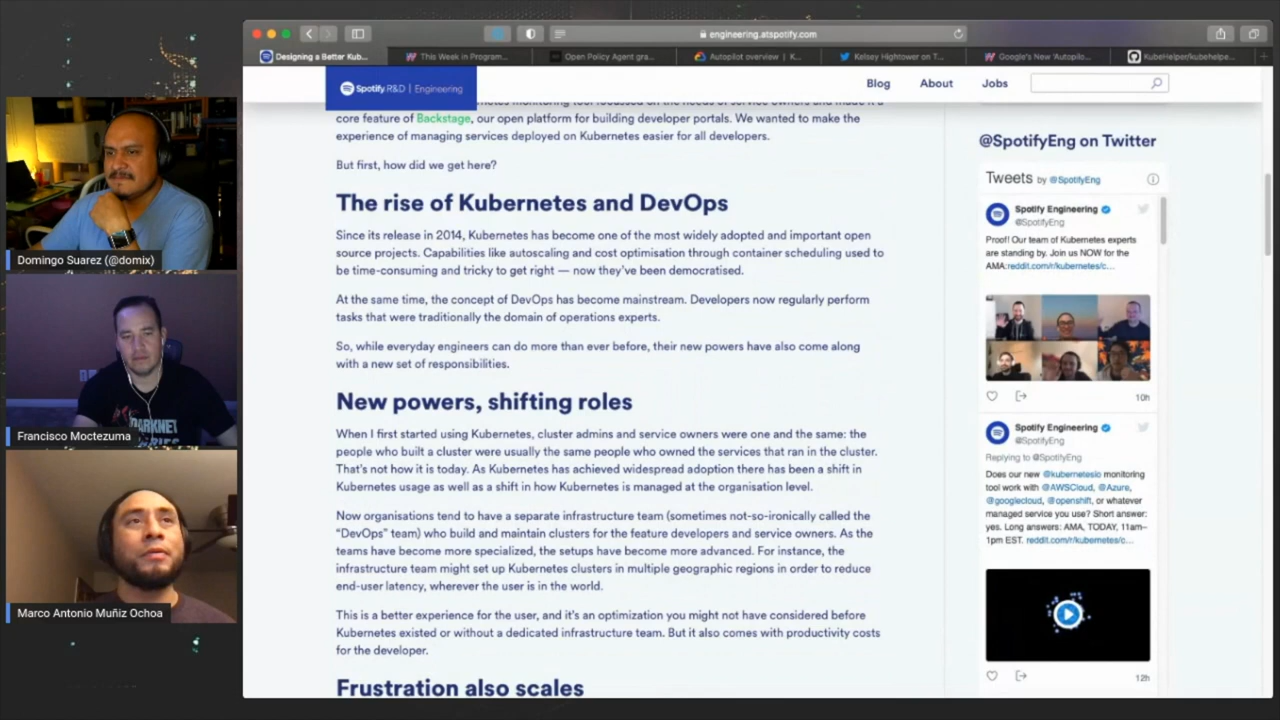 engineering.atspotify.com
Designing a Better Kub...
This Week in Program...
Open Policy Agent gra...
Autopilot overview | K...
Kelsey Hightower on T...
Google's New 'Autopilo...
KubeHelper/kubehelpe...
Spotify R&D | Engineering
Blog
About
Jobs
core feature of Backstage, our open platform for building developer portals. We wanted to make the
experience of managing services deployed on Kubernetes easier for all developers.
But first, how did we get here?
The rise of Kubernetes and DevOps
Since its release in 2014, Kubernetes has become one of the most widely adopted and important open
source projects. Capabilities like autoscaling and cost optimisation through container scheduling used to
be time-consuming and tricky to get right — now they've been democratised.
At the same time, the concept of DevOps has become mainstream. Developers now regularly perform
tasks that were traditionally the domain of operations experts.
So, while everyday engineers can do more than ever before, their new powers have also come along
with a new set of responsibilities.
New powers, shifting roles
When I first started using Kubernetes, cluster admins and service owners were one and the same: the
people who built a cluster were usually the same people who owned the services that ran in the cluster.
That's not how it is today. As Kubernetes has achieved widespread adoption there has been a shift in
Kubernetes usage as well as a shift in how Kubernetes is managed at the organisation level.
Now organisations tend to have a separate infrastructure team (sometimes not-so-ironically called the
“DevOps” team) who build and maintain clusters for the feature developers and service owners. As the
teams have become more specialized, the setups have become more advanced. For instance, the
infrastructure team might set up Kubernetes clusters in multiple geographic regions in order to reduce
end-user latency, wherever the user is in the world.
This is a better experience for the user, and it's an optimization you might not have considered before
Kubernetes existed or without a dedicated infrastructure team. But it also comes with productivity costs
for the developer.
Frustration also scales
@SpotifyEng on Twitter
Tweets by @SpotifyEng
Spotify Engineering
@SpotifyEng
Proof! Our team of Kubernetes experts
are standing by. Join us NOW for the
AMA:reddit.com/r/kubernetes/c...
10h
Spotify Engineering
@SpotifyEng
Replying to @SpotifyEng
Does our new @kubernetesio monitoring
tool work with @AWSCloud, @Azure,
@googlecloud, @openshift, or whatever
managed service you use? Short answer:
yes. Long answers: AMA, TODAY, 11am–
1pm EST. reddit.com/r/kubernetes/c...
12h
Domingo Suarez (@domix)
DARKNET
Francisco Moctezuma
Marco Antonio Muñiz Ochoa